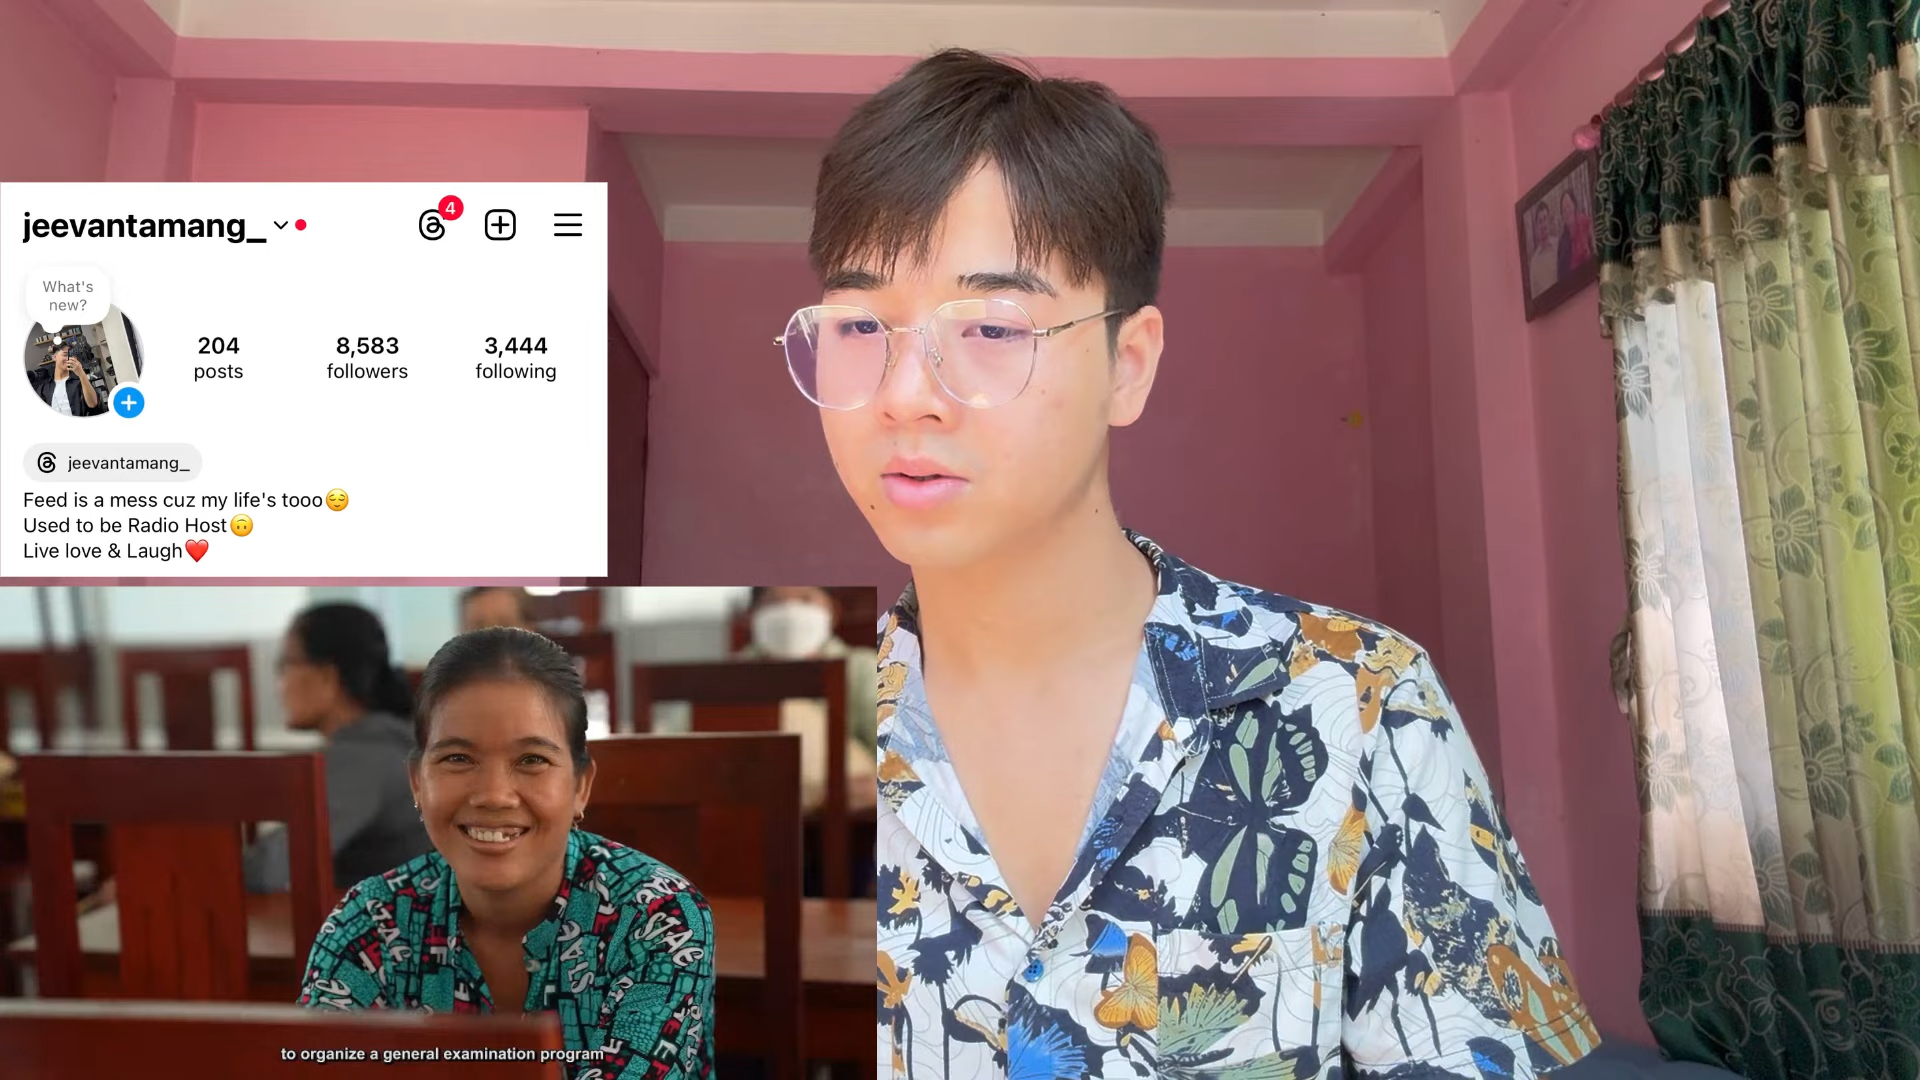 jeevantamang_
4
What's
new?
204
posts
8,583
followers
3,444
following
jeevantamang_
Feed is a mess cuz my life's tooo😌
Used to be Radio Host🙃
Live love & Laugh❤️
to organize a general examination program